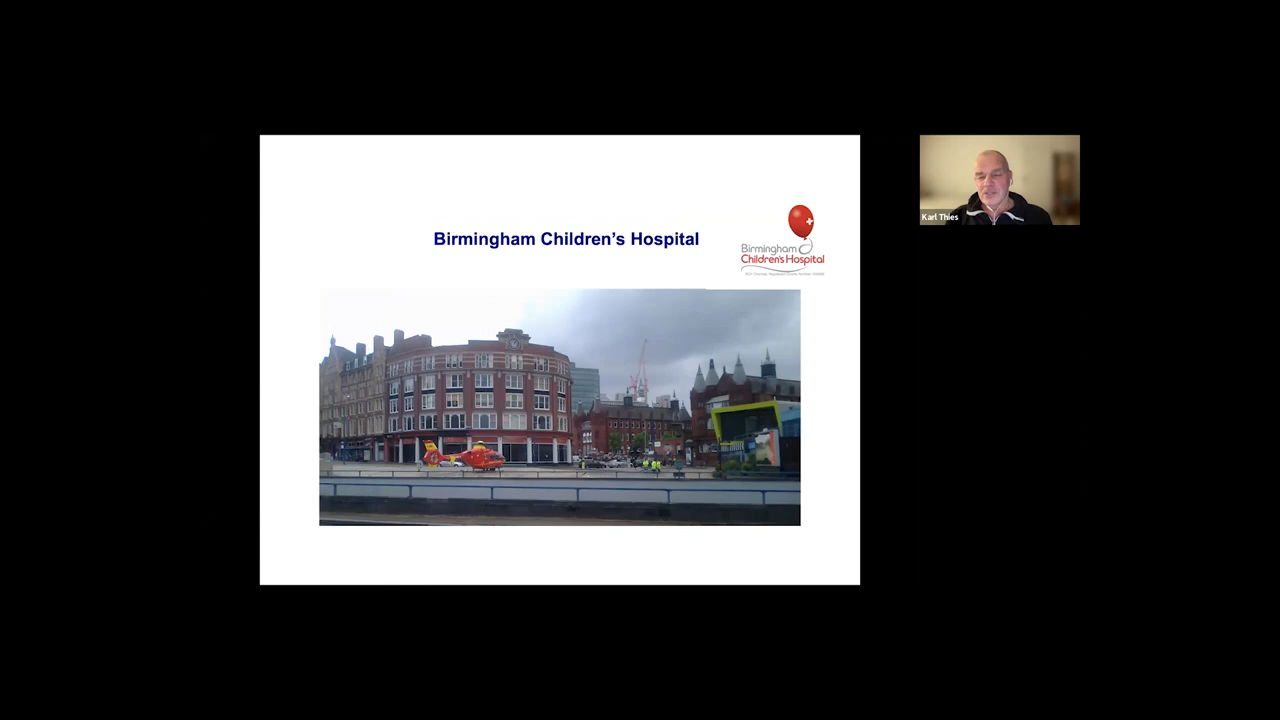 Birmingham Children’s Hospital
Birmingham
Children's Hospital
Karl Thies